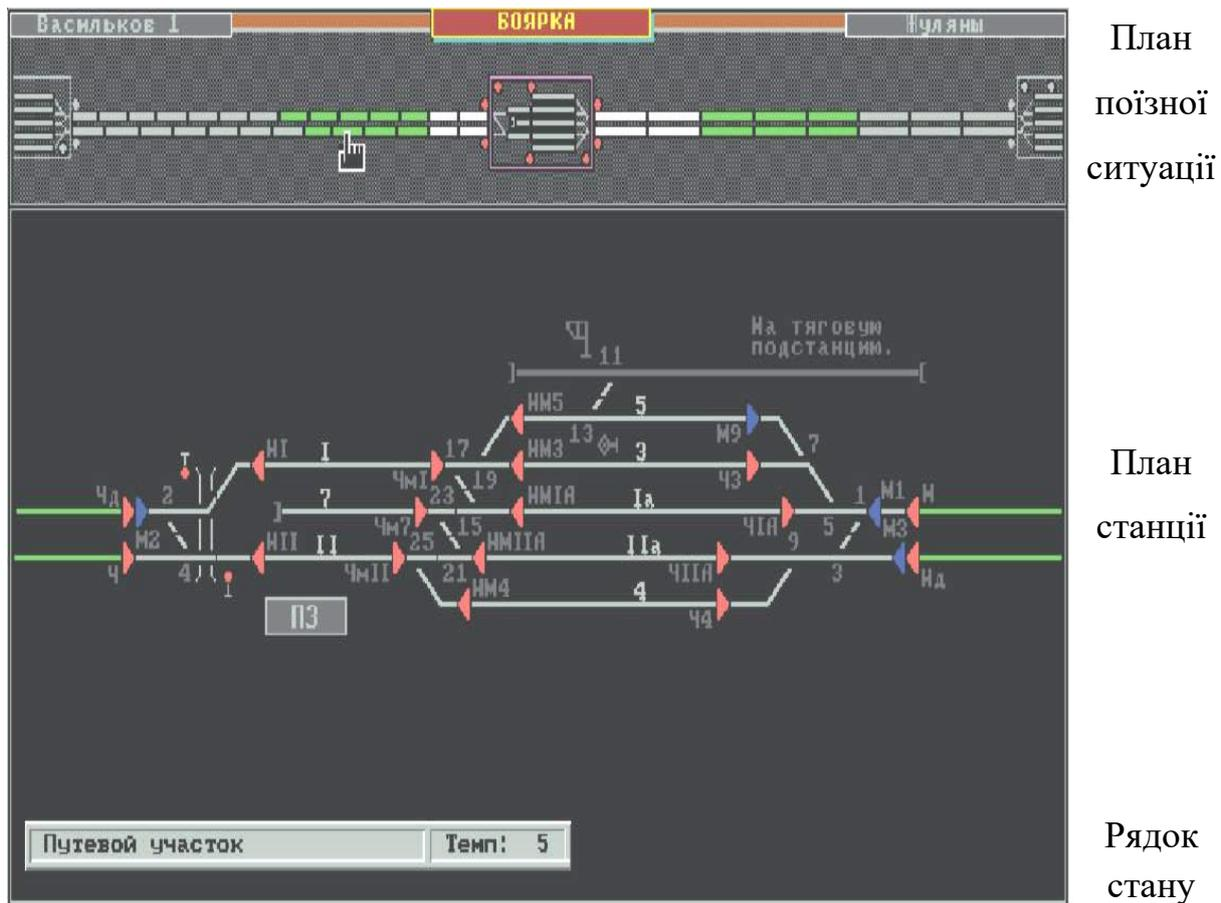 Васильков 1
БОЯРКА
Жуляны
План
поїзної
ситуації
На тяговую
подстанцию.
11
НМ5
5
13
М9
7
НI
I
17
ЧмI
19
НМ3
3
Ч3
Т
Чд
2
7
23
Чм7
15
НМIА
Iа
ЧIА
5
1
М1
Н
М3
План
станції
М2
Ч
4
НII
II
ЧмII
25
21
НМIIА
IIа
ЧIIА
9
3
Нд
Т
НМ4
4
Ч4
ПЗ
Путевой участок
Темп: 5
Рядок
стану